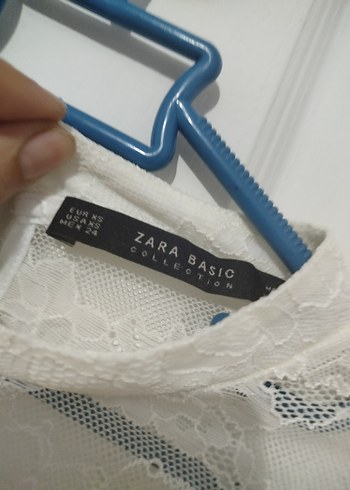 EUR XS
USA XS
MEX 24
ZARA BASIC
COLLECTION